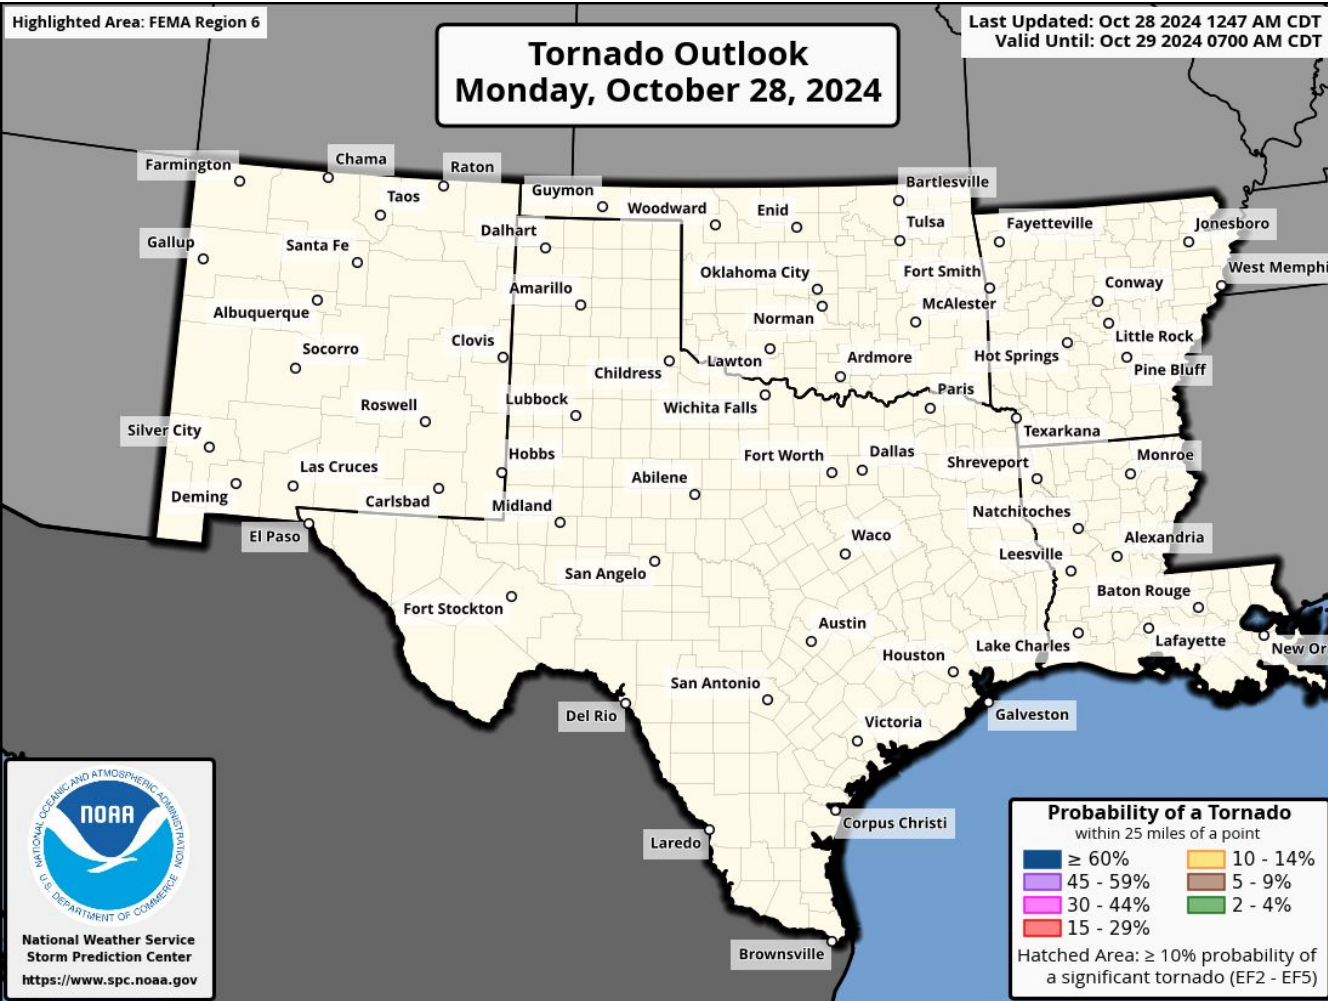 Highlighted Area: FEMA Region 6
Last Updated: Oct 28 2024 1247 AM CDT
Valid Until: Oct 29 2024 0700 AM CDT
Tornado Outlook
Monday, October 28, 2024
Farmington
Chama
Raton
Taos
Guymon
Woodward
Enid
Bartlesville
Tulsa
Fayetteville
Jonesboro
Gallup
Santa Fe
Dalhart
Oklahoma City
Fort Smith
West Memphi
Albuquerque
Amarillo
Norman
McAlester
Conway
Little Rock
Socorro
Clovis
Childress
Lawton
Ardmore
Hot Springs
Pine Bluff
Roswell
Lubbock
Wichita Falls
Paris
Texarkana
Silver City
Las Cruces
Hobbs
Abilene
Fort Worth
Dallas
Shreveport
Monroe
Deming
Carlsbad
Midland
Natchitoches
El Paso
Waco
Leesville
Alexandria
San Angelo
Baton Rouge
Fort Stockton
Austin
Houston
Lake Charles
Lafayette
New Or
San Antonio
Del Rio
Victoria
Galveston
Corpus Christi
Laredo
Brownsville
NATIONAL OCEANIC AND ATMOSPHERIC ADMINISTRATION
NOAA
U.S. DEPARTMENT OF COMMERCE
National Weather Service
Storm Prediction Center
https://www.spc.noaa.gov
Probability of a Tornado
within 25 miles of a point
≥ 60%
45 - 59%
30 - 44%
15 - 29%
10 - 14%
5 - 9%
2 - 4%
Hatched Area: ≥ 10% probability of
a significant tornado (EF2 - EF5)